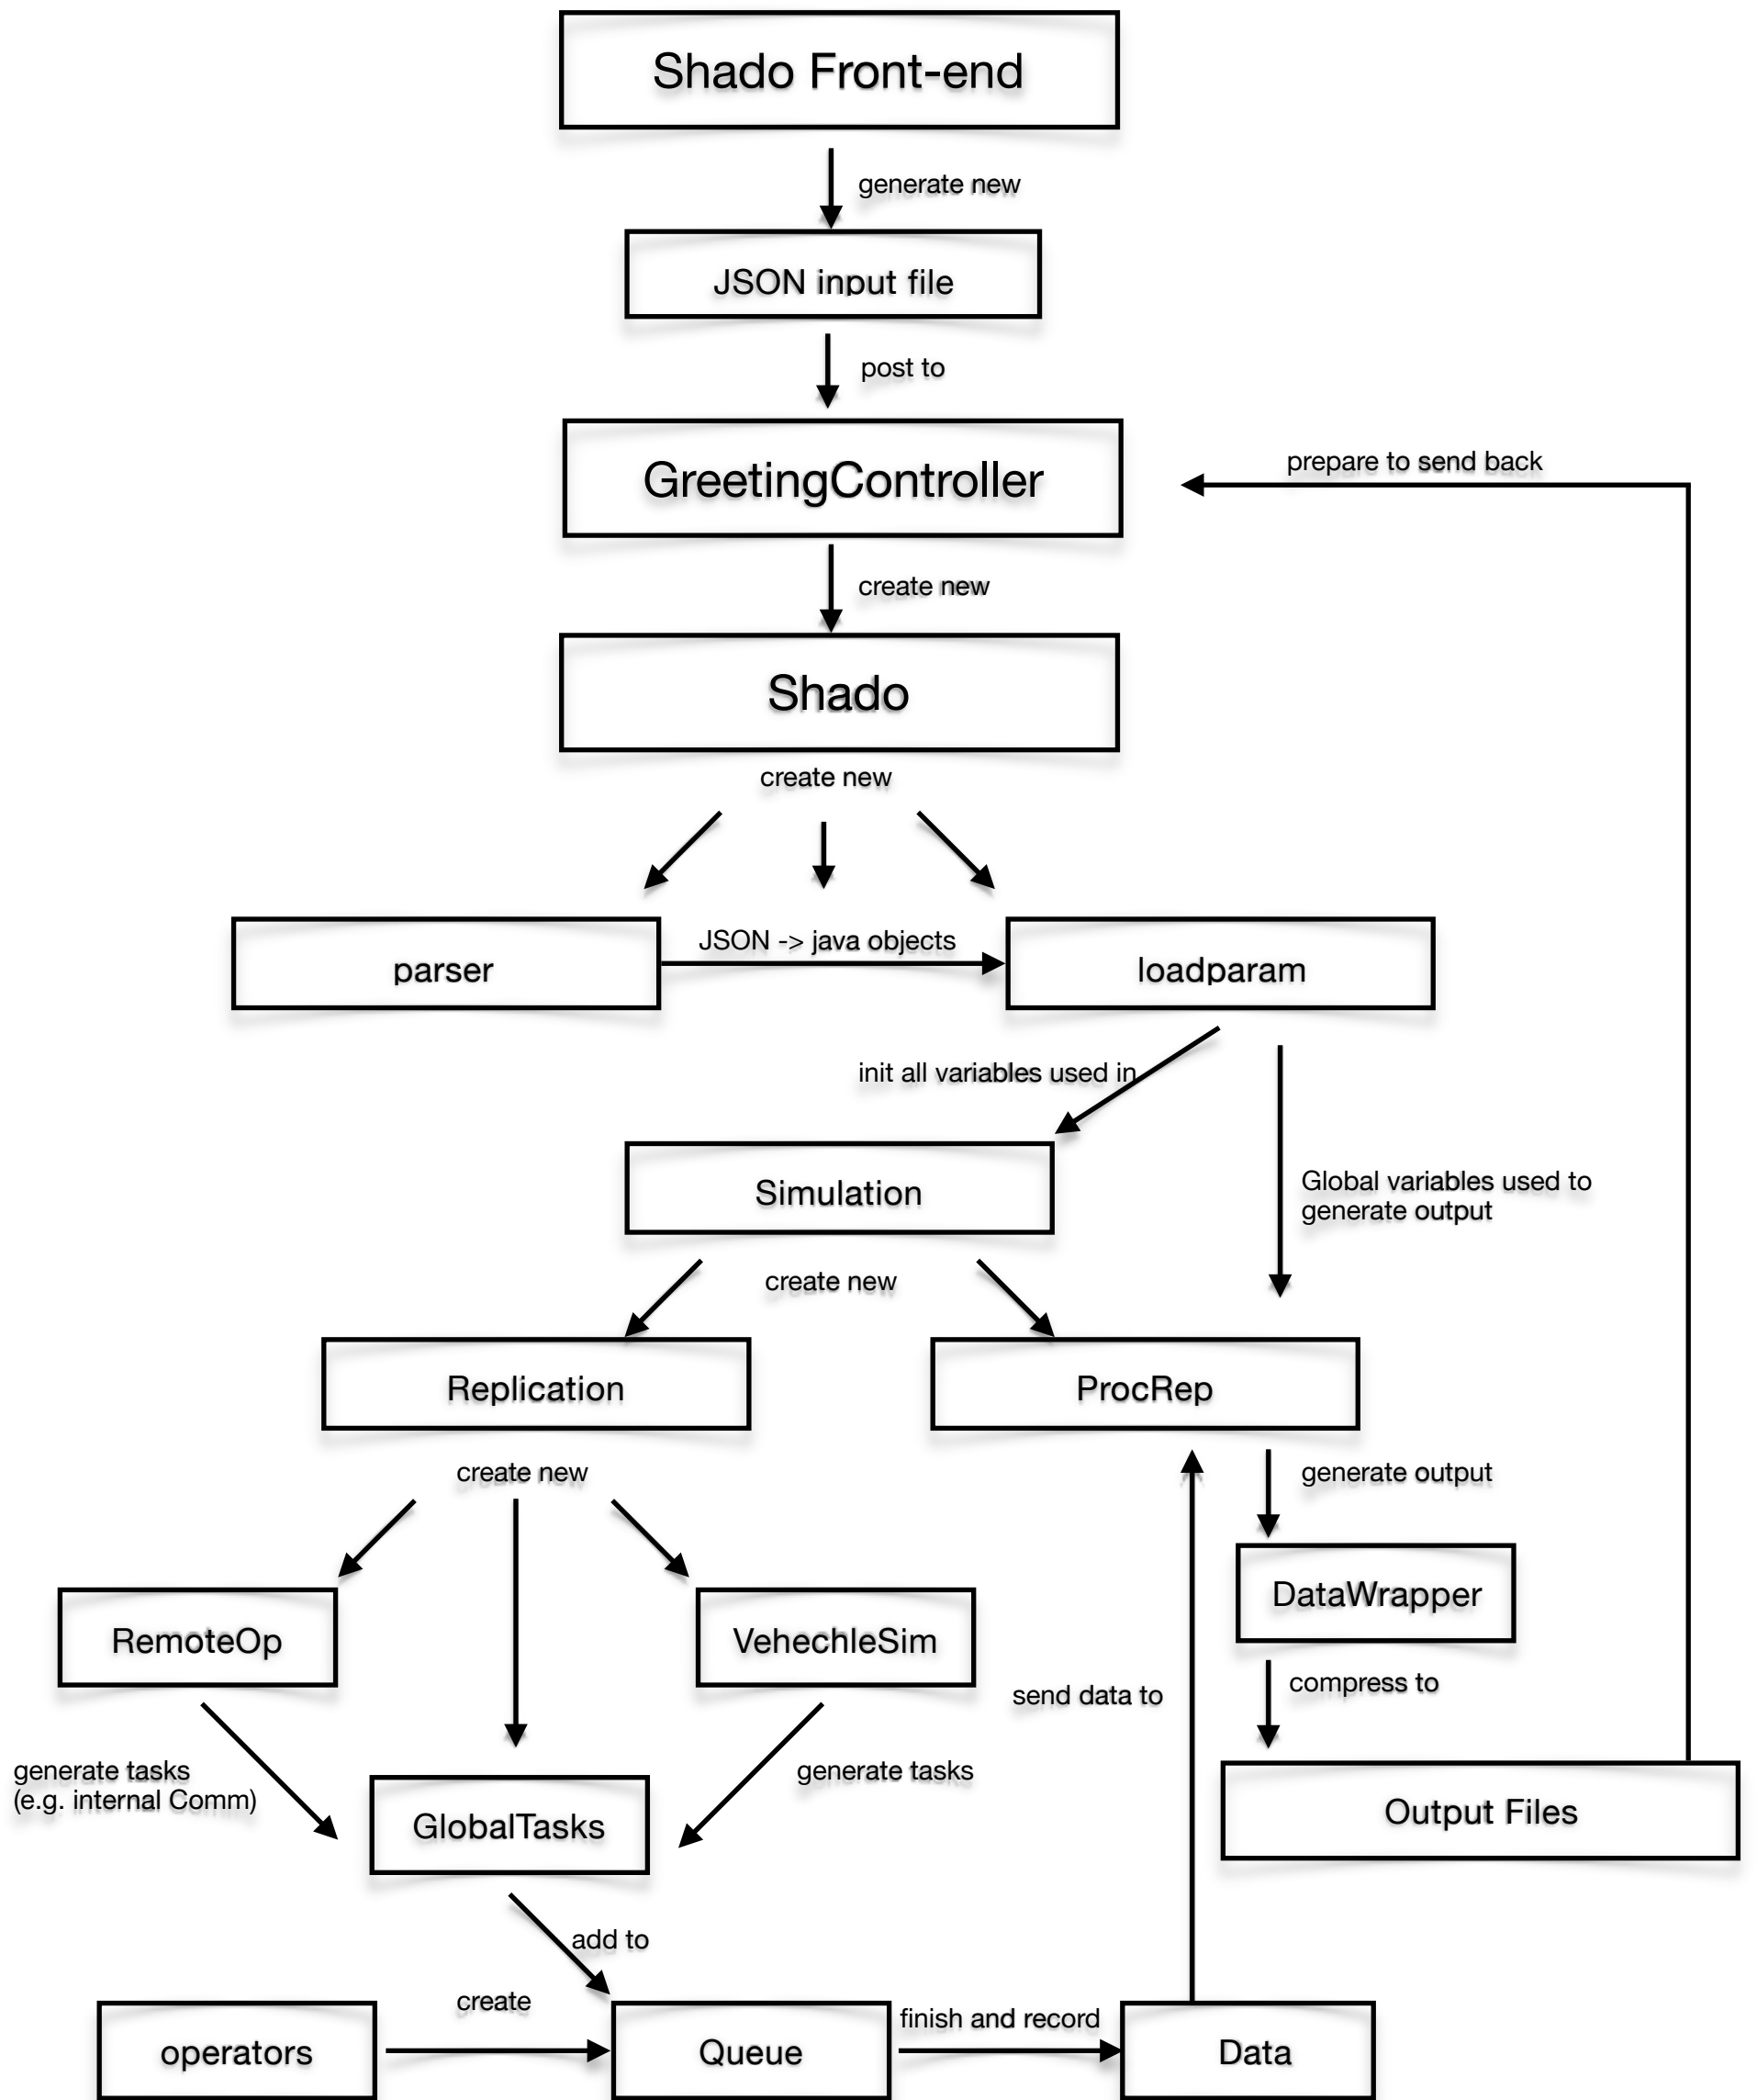 Shado Front-end
generate new
JSON input file
post to
GreetingController
prepare to send back
create new
Shado
create new
parser
JSON -> java objects
loadparam
init all variables used in
Simulation
Global variables used to
generate output
create new
Replication
ProcRep
create new
generate output
DataWrapper
RemoteOp
VehechleSim
send data to
compress to
generate tasks
(e.g. internal Comm)
generate tasks
GlobalTasks
Output Files
add to
create
finish and record
operators
Queue
Data